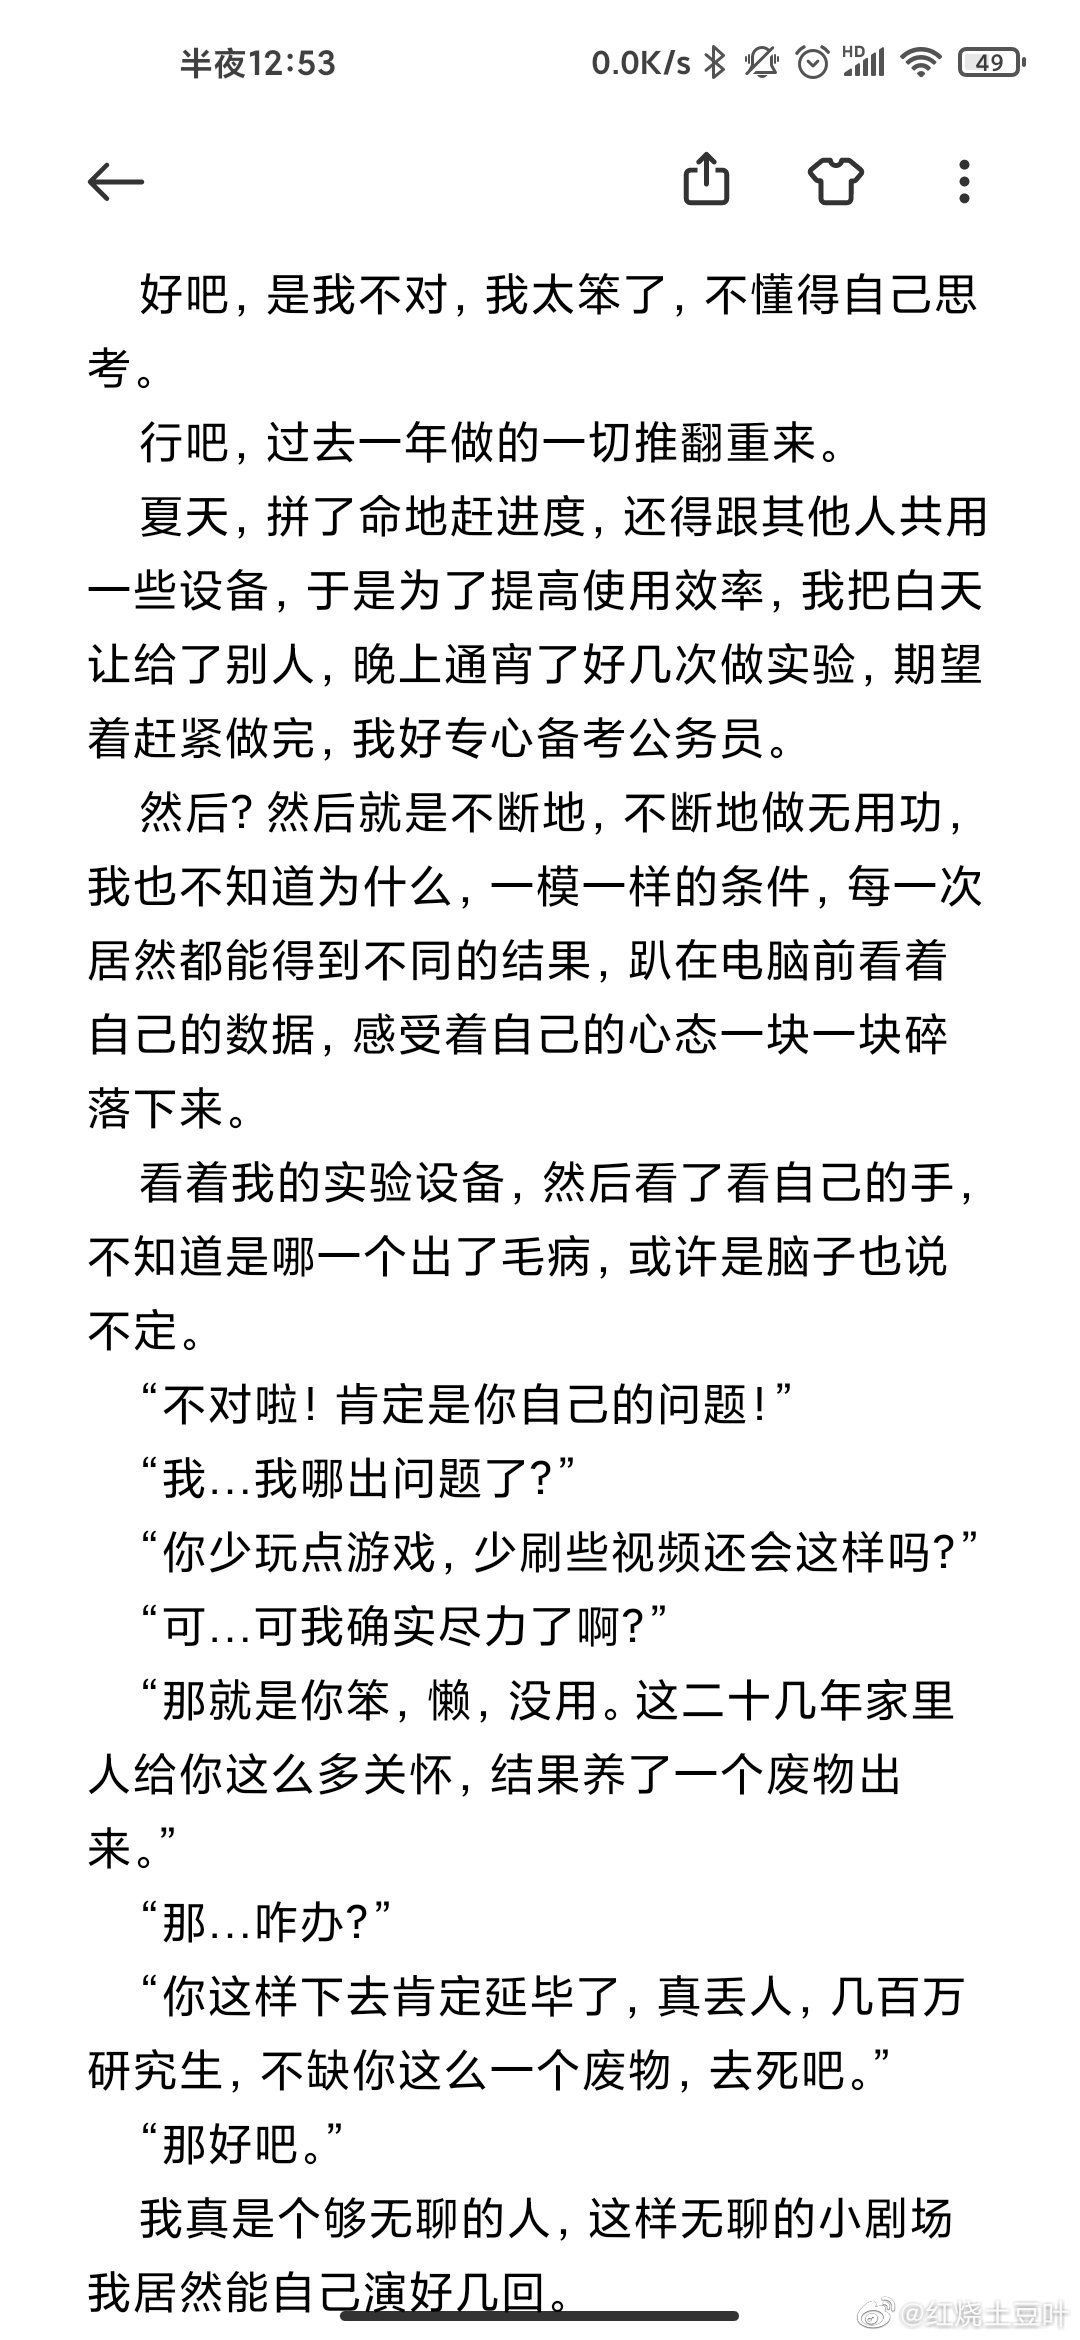 半夜12:53 0.0K/s HD 49
好吧，是我不对，我太笨了，不懂得自己思
考。
行吧，过去一年做的一切推翻重来。
夏天，拼了命地赶进度，还得跟其他人共用
一些设备，于是为了提高使用效率，我把白天
让给了别人，晚上通宵了好几次做实验，期望
着赶紧做完，我好专心备考公务员。
然后？然后就是不断地，不断地做无用功，
我也不知道为什么，一模一样的条件，每一次
居然都能得到不同的结果，趴在电脑前看着
自己的数据，感受着自己的心态一块一块碎
落下来。
看着我的实验设备，然后看了看自己的手，
不知道是哪一个出了毛病，或许是脑子也说
不定。
“不对啦！肯定是你自己的问题！”
“我...我哪出问题了？”
“你少玩点游戏，少刷些视频还会这样吗？”
“可...可我确实尽力了啊？”
“那就是你笨，懒，没用。这二十几年家里
人给你这么多关怀，结果养了一个废物出
来。”
“那...咋办？”
“你这样下去肯定延毕了，真丢人，几百万
研究生，不缺你这么一个废物，去死吧。”
“那好吧。”
我真是个够无聊的人，这样无聊的小剧场
我居然能自己演好几回。
@红烧土豆叶